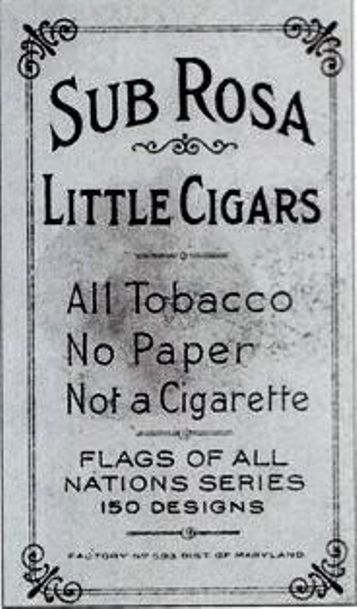 SUB ROSA
LITTLE CIGARS
All Tobacco
No Paper
Not a Cigarette
FLAGS OF ALL
NATIONS SERIES
150 DESIGNS
FACTORY Nº 593 DIST. OF MARYLAND.